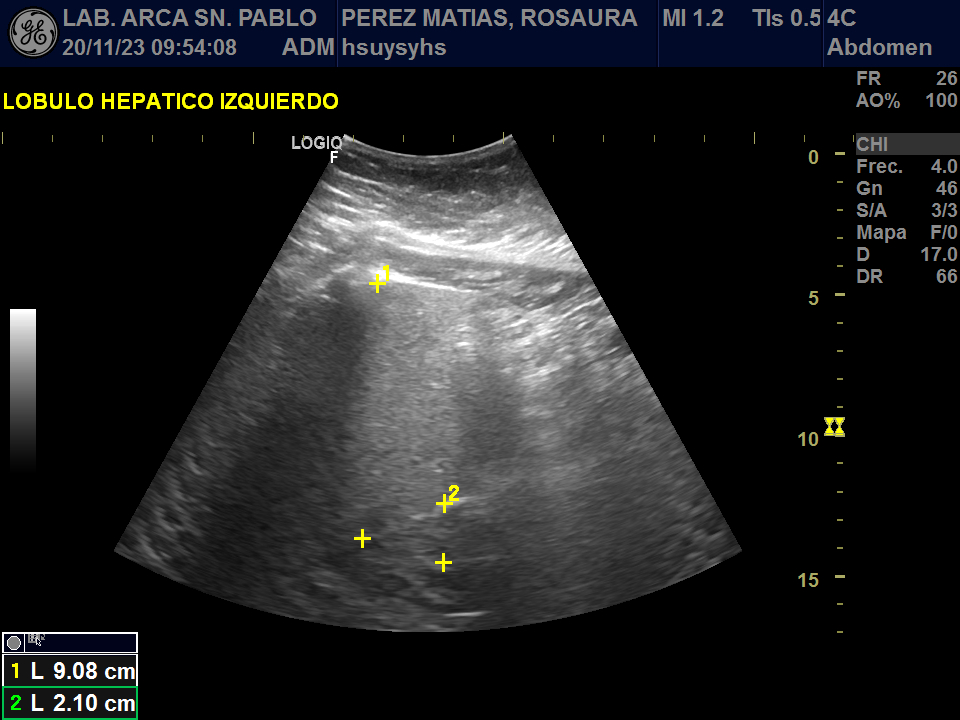 LAB. ARCA SN. PABLO
PEREZ MATIAS, ROSAURA
MI 1.2
TIs 0.5
4C
20/11/23 09:54:08
ADM
hsuysyhs
Abdomen
LOBULO HEPATICO IZQUIERDO
FR 26
AO% 100
CHI
Frec. 4.0
Gn 46
S/A 3/3
Mapa F/0
D 17.0
DR 66
LOGIQ
F
0
5
10
15
1
2
1 L 9.08 cm
2 L 2.10 cm